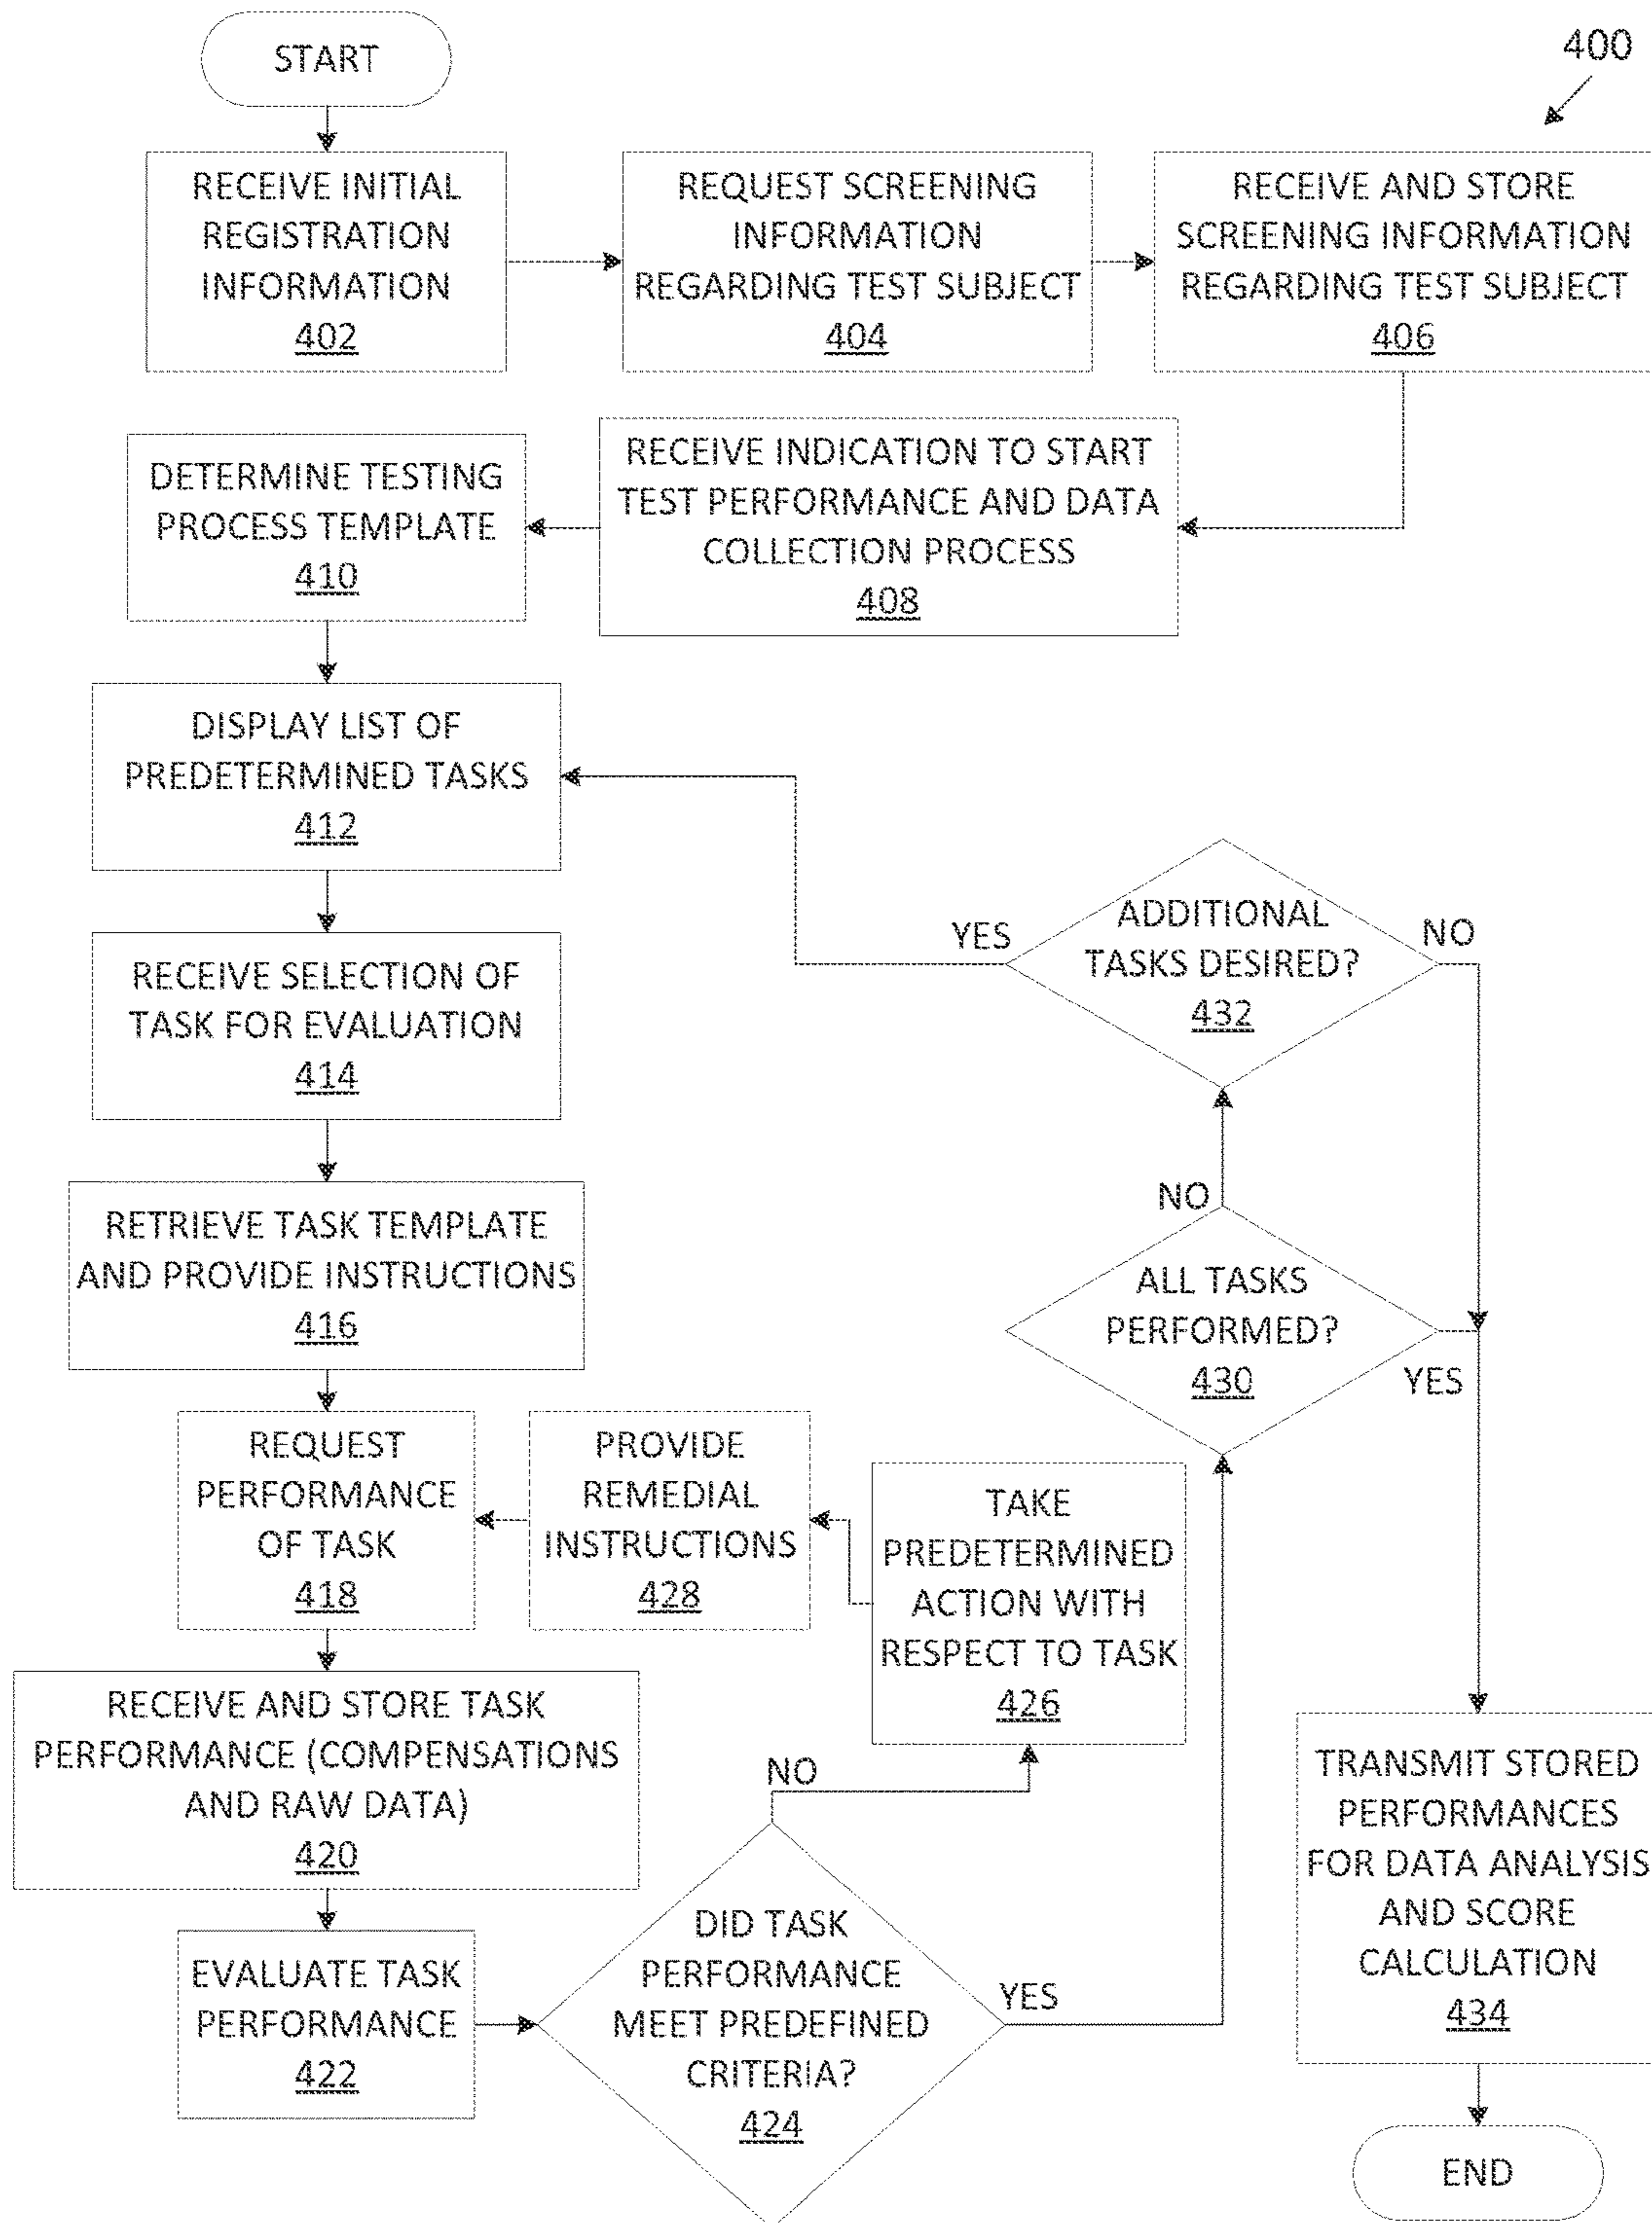 START
400
RECEIVE INITIAL
REGISTRATION
INFORMATION
402
REQUEST SCREENING
INFORMATION
REGARDING TEST SUBJECT
404
RECEIVE AND STORE
SCREENING INFORMATION
REGARDING TEST SUBJECT
406
RECEIVE INDICATION TO START
TEST PERFORMANCE AND DATA
COLLECTION PROCESS
408
DETERMINE TESTING
PROCESS TEMPLATE
410
DISPLAY LIST OF
PREDETERMINED TASKS
412
RECEIVE SELECTION OF
TASK FOR EVALUATION
414
RETRIEVE TASK TEMPLATE
AND PROVIDE INSTRUCTIONS
416
REQUEST
PERFORMANCE
OF TASK
418
RECEIVE AND STORE TASK
PERFORMANCE (COMPENSATIONS
AND RAW DATA)
420
EVALUATE TASK
PERFORMANCE
422
DID TASK
PERFORMANCE
MEET PREDEFINED
CRITERIA?
424
NO
YES
TAKE
PREDETERMINED
ACTION WITH
RESPECT TO TASK
426
PROVIDE
REMEDIAL
INSTRUCTIONS
428
ALL TASKS
PERFORMED?
430
NO
YES
ADDITIONAL
TASKS DESIRED?
432
YES
NO
TRANSMIT STORED
PERFORMANCES
FOR DATA ANALYSIS
AND SCORE
CALCULATION
434
END